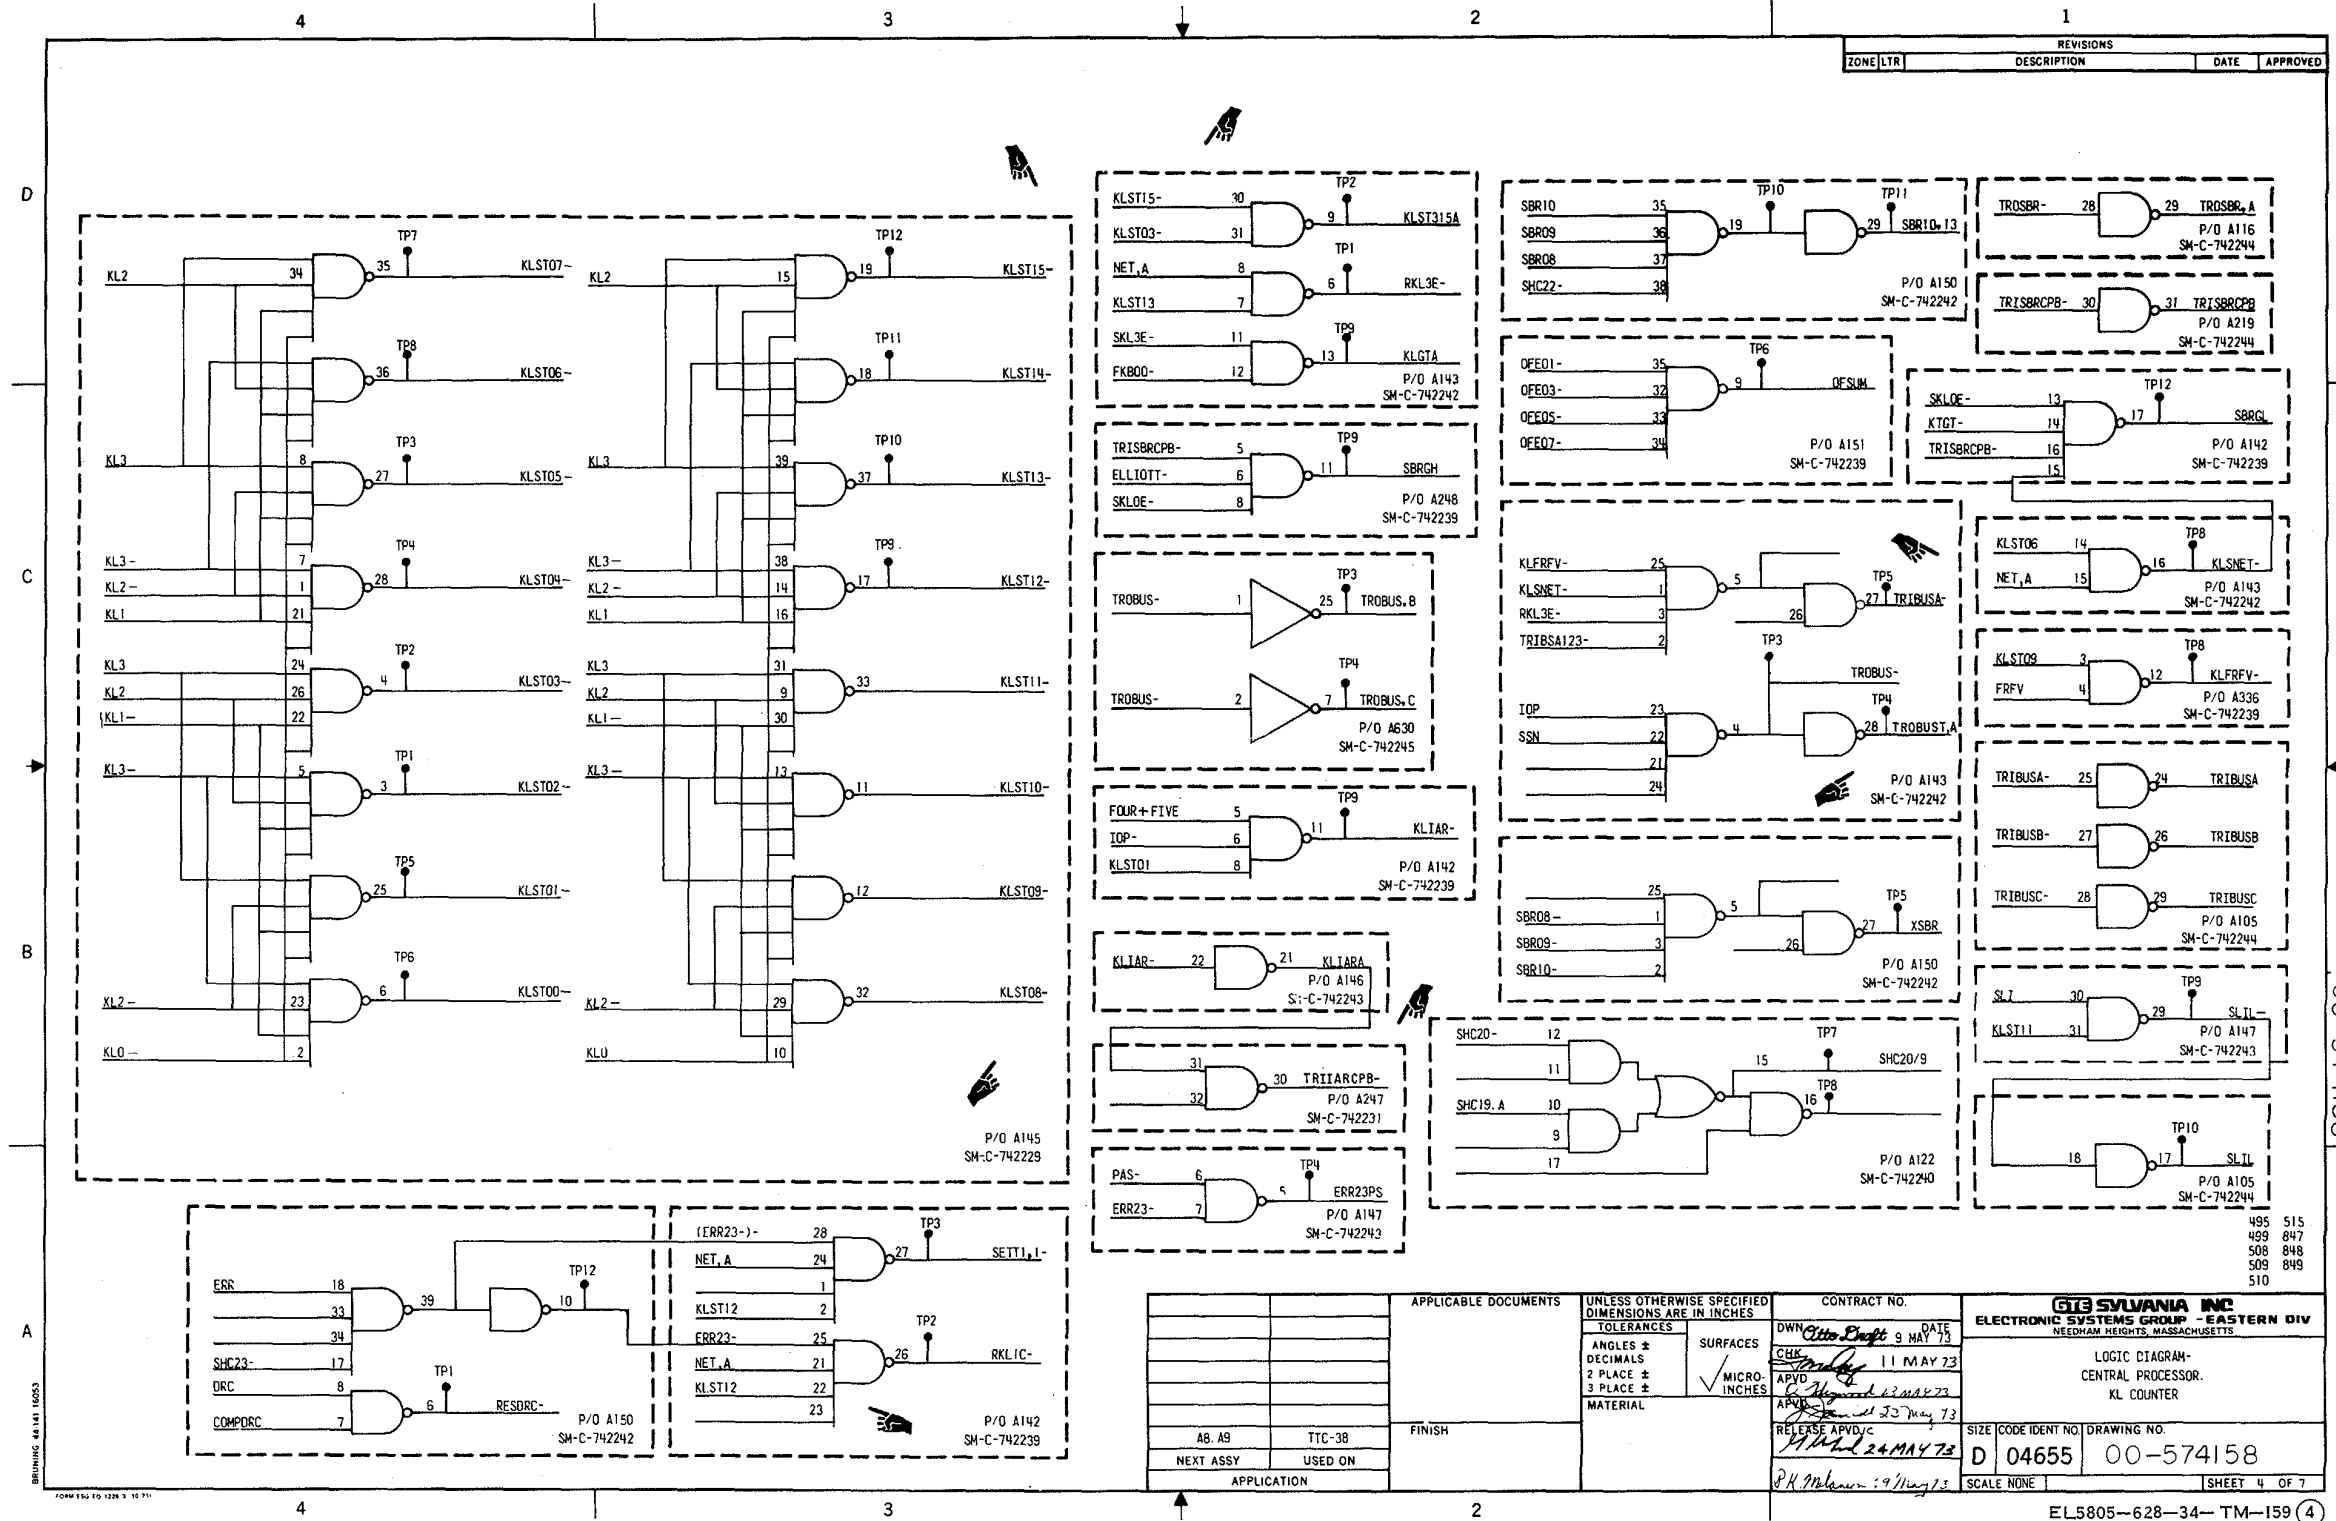 4 3 2 1
REVISIONS
ZONE LTR DESCRIPTION DATE APPROVED
D
C
B
A
KL2 34 35 TP7 KLST07-
36 TP8 KLST06-
KL3 8 27 TP3 KLST05-
KL3- 7 28 TP4 KLST04-
KL2- 1
KL1 21
KL3 24 4 TP2 KLST03-
KL2 26
KL1- 22
KL3- 5 3 TP1 KLST02-
25 TP5 KLST01-
KL2- 23 6 TP6 KLST00-
KL0- 2
KL2 15 19 TP12 KLST15-
18 TP11 KLST14-
KL3 39 37 TP10 KLST13-
KL3- 38 17 TP9 KLST12-
KL2- 14
KL1 16
KL3 31 33 KLST11-
KL2 9
KL1- 30
KL3- 13 11 KLST10-
12 KLST09-
KL2- 29 32 KLST08-
KL0 10
P/O A145
SM-C-742229
ERR 18
33
34
SHC23- 17
39
TP12
10
DRC 8
COMPDRC 7
TP1
6 RESDRC-
P/O A150
SM-C-742242
(ERR23-)- 28
NET,A 24
1
KLST12 2
TP3
27 SETT1,1-
ERR23- 25
NET,A 21
KLST12 22
23
TP2
26 RKL1C-
P/O A142
SM-C-742239
KLST15- 30
KLST03- 31
TP2
9 KLST315A
NET,A 8
KLST13 7
TP1
6 RKL3E-
SKL3E- 11
FKB00- 12
TP9
13 KLGTA
P/O A143
SM-C-742242
TRISBRCPB- 5
ELLIOTT- 6
SKLOE- 8
TP9
11 SBRGH
P/O A248
SM-C-742239
TROBUS- 1
TP3
25 TROBUS,B
TROBUS- 2
TP4
7 TROBUS,C
P/O A630
SM-C-742245
FOUR+FIVE 5
IOP- 6
KLST01 8
TP9
11 KLIAR-
P/O A142
SM-C-742239
KLIAR- 22 21 KLIARA
P/O A146
31
32
30 TRIIARCPB-
P/O A247
SM-C-742231
PAS- 6
ERR23- 7
TP4
5 ERR23PS
P/O A147
SM-C-742243
SBR10 35
SBR09 36
SBR08 37
SHC22- 38
TP10
19
TP11
29 SBR10,13
P/O A150
SM-C-742242
OFE01- 35
OFE03- 32
OFE05- 33
OFE07- 34
TP6
9 OFSUM
P/O A151
SM-C-742239
KLFRFV- 25
KLSNET- 1
RKL3E- 3
TRIBSA123- 2
5
26
TP5
27 TRIBUSA-
TP3
TROBUS-
IOP 23
SSN 22
21
24
4
TP4
28 TROBUST,A
P/O A143
SM-C-742242
25
SBR08- 1
SBR09- 3
SBR10- 2
5
26
TP5
27 XSBR
P/O A150
SM-C-742242
SHC20- 12
11
SHC19.A 10
9
17
TP7
15 SHC20/9
TP8
16
P/O A122
SM-C-742240
TROSBR- 28 29 TROSBR,A
P/O A116
SM-C-742244
TRISBRCPB- 30 31 TRISBRCPB
P/O A219
SM-C-742244
SKLOE- 13
KTGT- 14
TRISBRCPB- 16
15
TP12
17 SBRGL
P/O A142
SM-C-742239
KLST06 14
NET,A 15
TP8
16 KLSNET-
P/O A143
SM-C-742242
KLST09 3
FRFV 4
TP8
12 KLFRFV-
P/O A336
SM-C-742239
TRIBUSA- 25 24 TRIBUSA
TRIBUSB- 27 26 TRIBUSB
TRIBUSC- 28 29 TRIBUSC
P/O A105
SM-C-742244
SLI 30
KLST11 31
TP9
29 SLIL-
P/O A147
SM-C-742243
18
TP10
17 SLIL
P/O A105
SM-C-742244
495 515
499 847
508 848
509 849
510
A8. A9 TTC-38
NEXT ASSY USED ON
APPLICATION
APPLICABLE DOCUMENTS
FINISH
UNLESS OTHERWISE SPECIFIED
DIMENSIONS ARE IN INCHES
TOLERANCES
ANGLES ±
DECIMALS
2 PLACE ±
3 PLACE ±
SURFACES
MICRO-
INCHES
MATERIAL
CONTRACT NO.
DWN Otto Draft DATE 9 MAY 73
CHK 11 MAY 73
APVD 23 MAY 73
APVD 23 May 73
RELEASE APVD 24 MAY 73
GTE SYLVANIA INC
ELECTRONIC SYSTEMS GROUP - EASTERN DIV
NEEDHAM HEIGHTS, MASSACHUSETTS
LOGIC DIAGRAM-
CENTRAL PROCESSOR.
KL COUNTER
SIZE CODE IDENT NO. DRAWING NO.
D 04655 00-574158
SCALE NONE SHEET 4 OF 7
BRUNING 44-141 16053
4 3 2
EL5805-628-34-TM-159 4